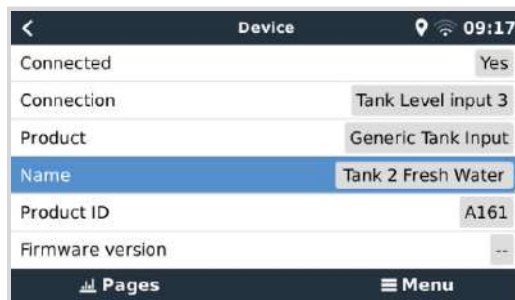 Device 09:17
Connected Yes
Connection Tank Level input 3
Product Generic Tank Input
Name Tank 2 Fresh Water
Product ID A161
Firmware version --
Pages Menu